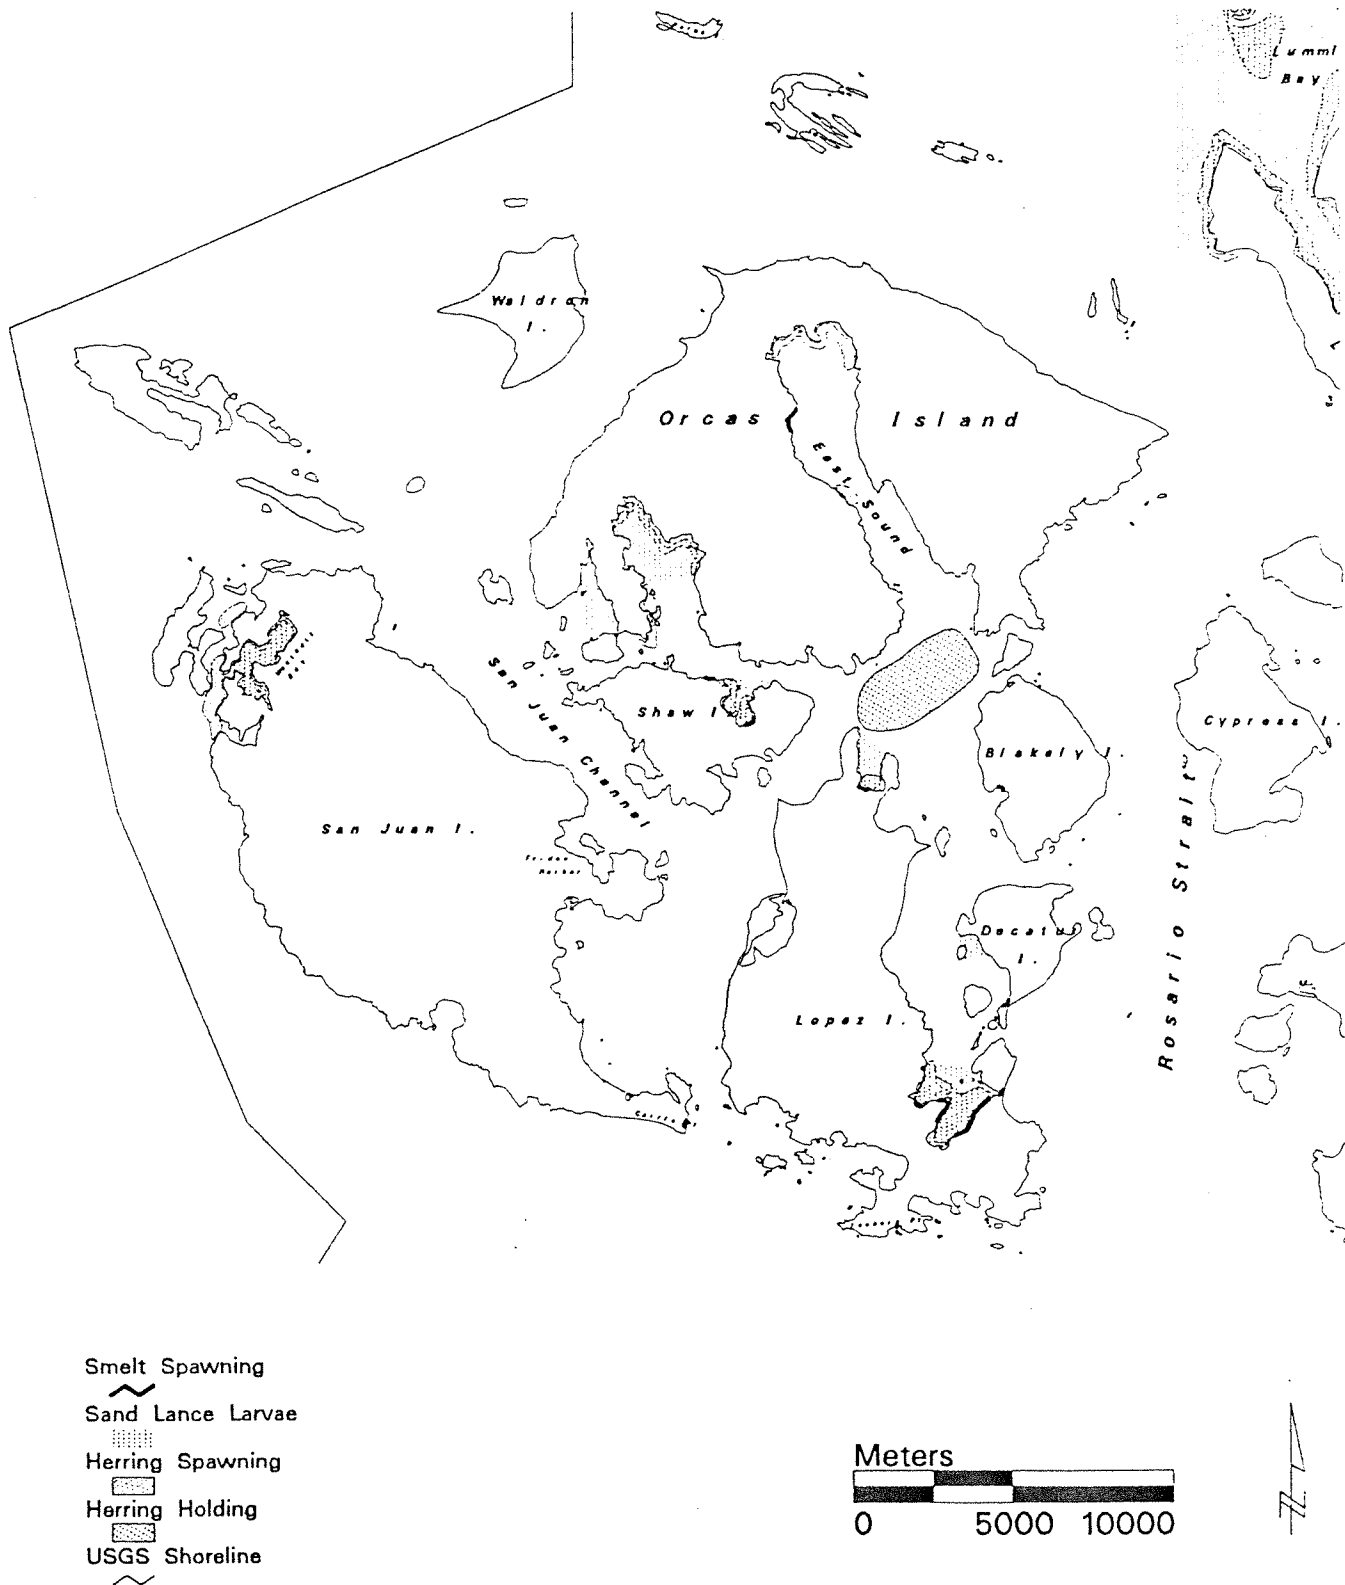 Lummi
Bay
Waldron
I.
Orcas Island
East Sound
San Juan Channel
Shaw I.
Blakely I.
Cypress I.
San Juan I.
Rosario Strait
Decatur
I.
Lopez I.
Smelt Spawning
Sand Lance Larvae
Herring Spawning
Herring Holding
USGS Shoreline
Meters
0 5000 10000
N